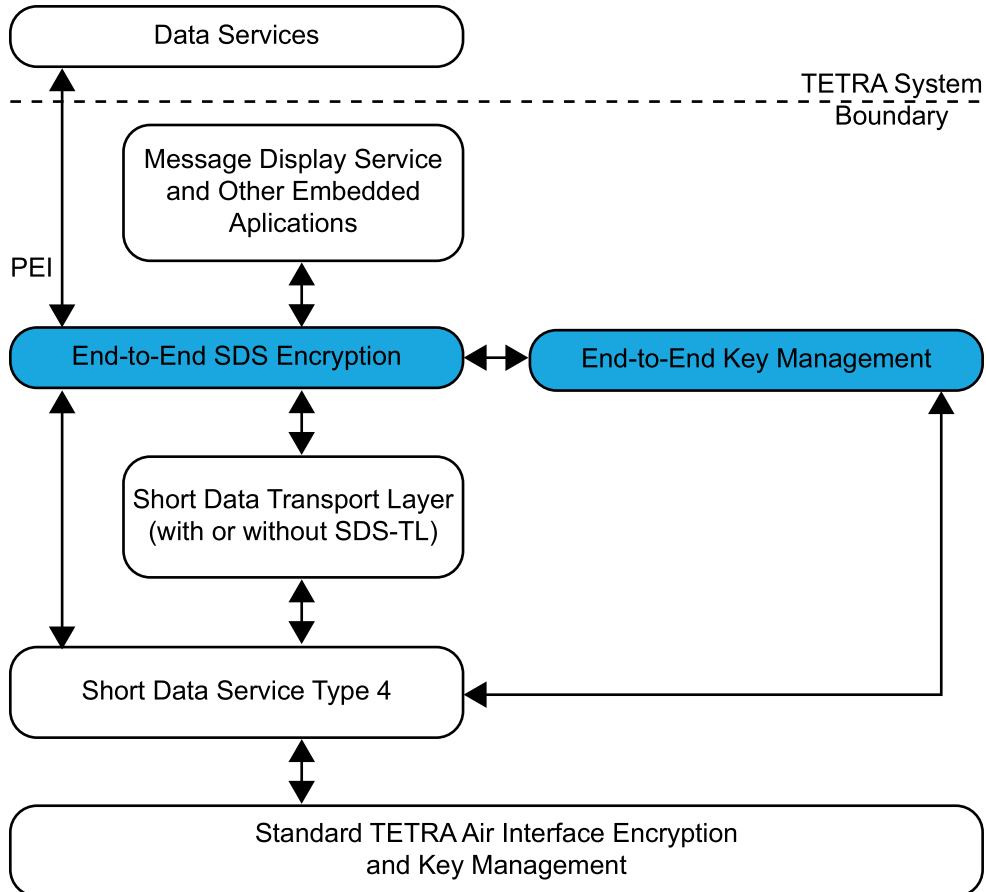 Data Services
TETRA System
Boundary
Message Display Service
and Other Embedded
Aplications
PEI
End-to-End SDS Encryption
End-to-End Key Management
Short Data Transport Layer
(with or without SDS-TL)
Short Data Service Type 4
Standard TETRA Air Interface Encryption
and Key Management